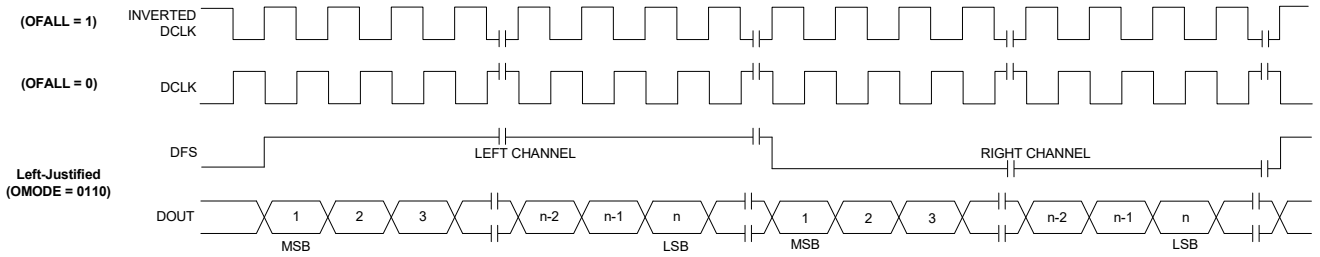 (OFALL = 1)
INVERTED
DCLK
(OFALL = 0)
DCLK
DFS
LEFT CHANNEL
RIGHT CHANNEL
Left-Justified
(OMODE = 0110)
DOUT
1 2 3 n-2 n-1 n 1 2 3 n-2 n-1 n
MSB LSB MSB LSB